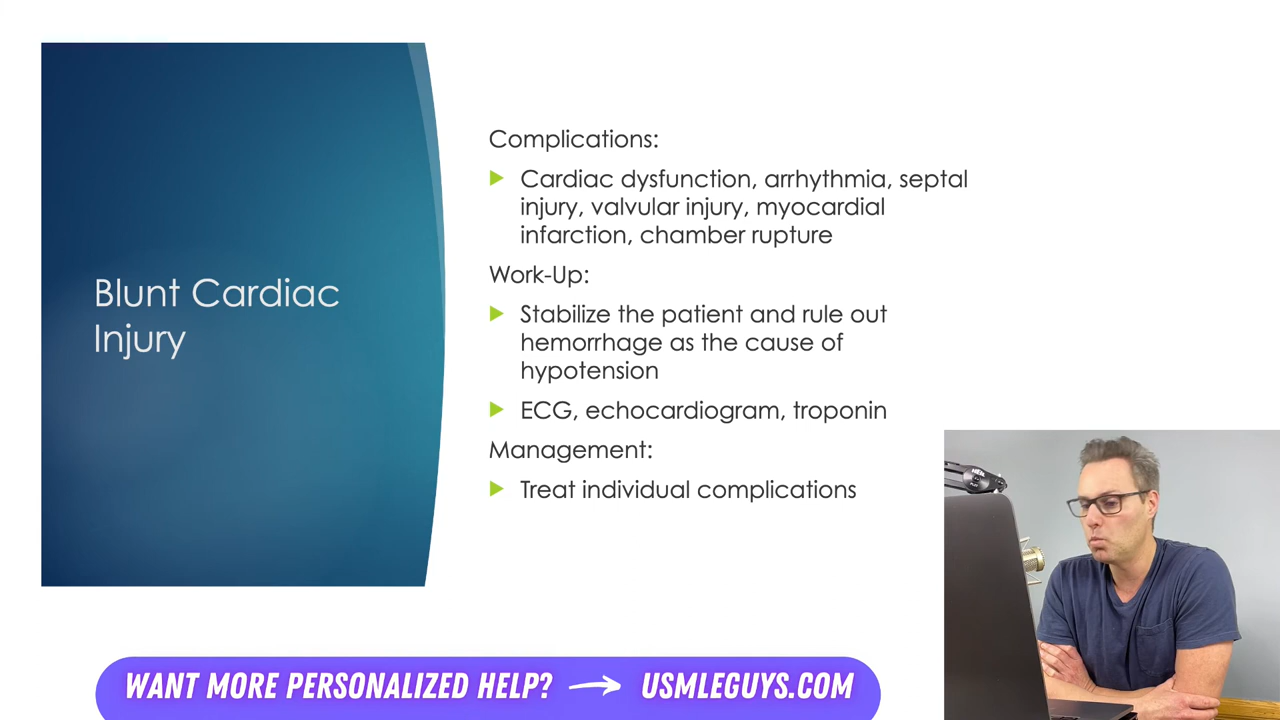 Blunt Cardiac
Injury
Complications:
Cardiac dysfunction, arrhythmia, septal
injury, valvular injury, myocardial
infarction, chamber rupture
Work-Up:
Stabilize the patient and rule out
hemorrhage as the cause of
hypotension
ECG, echocardiogram, troponin
Management:
Treat individual complications
WANT MORE PERSONALIZED HELP? → USMLEGUYS.COM